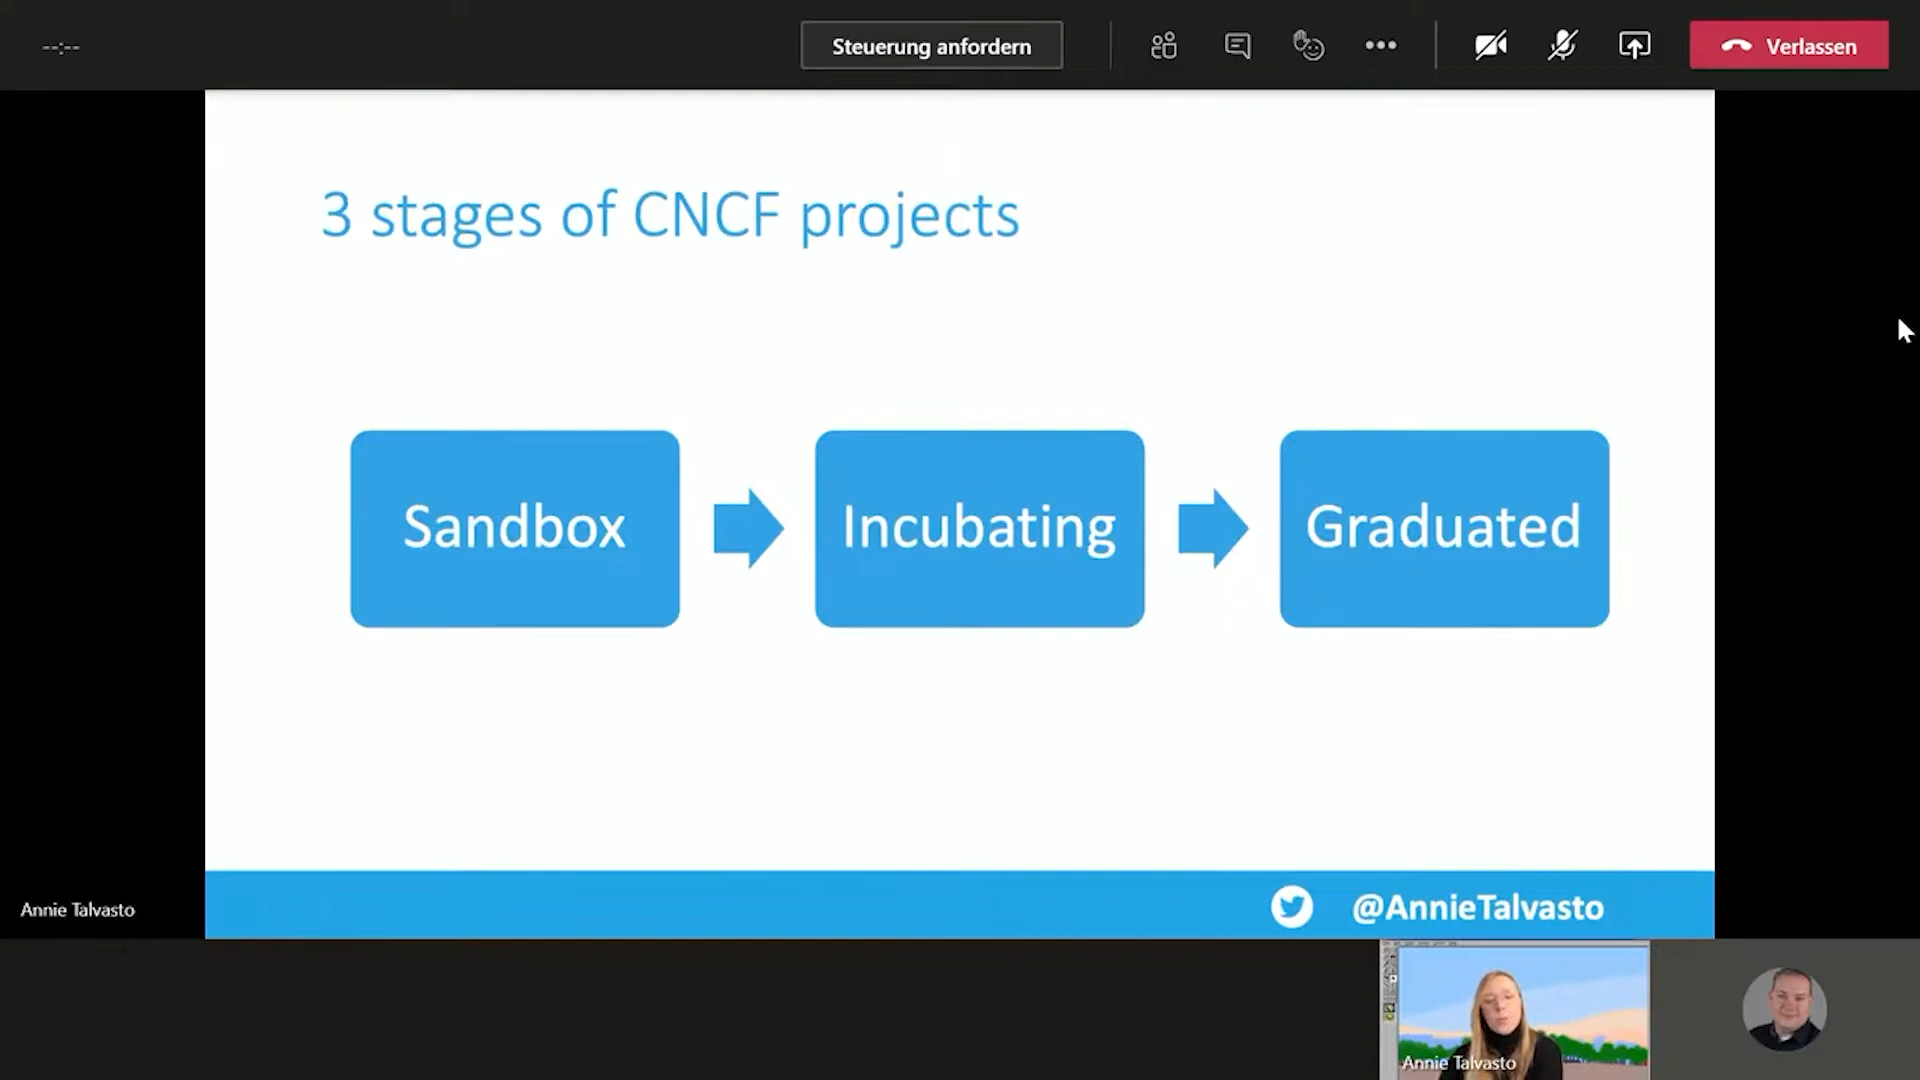 --:--
Steuerung anfordern
Verlassen
3 stages of CNCF projects
Sandbox
Incubating
Graduated
Annie Talvasto
@AnnieTalvasto
Annie Talvasto